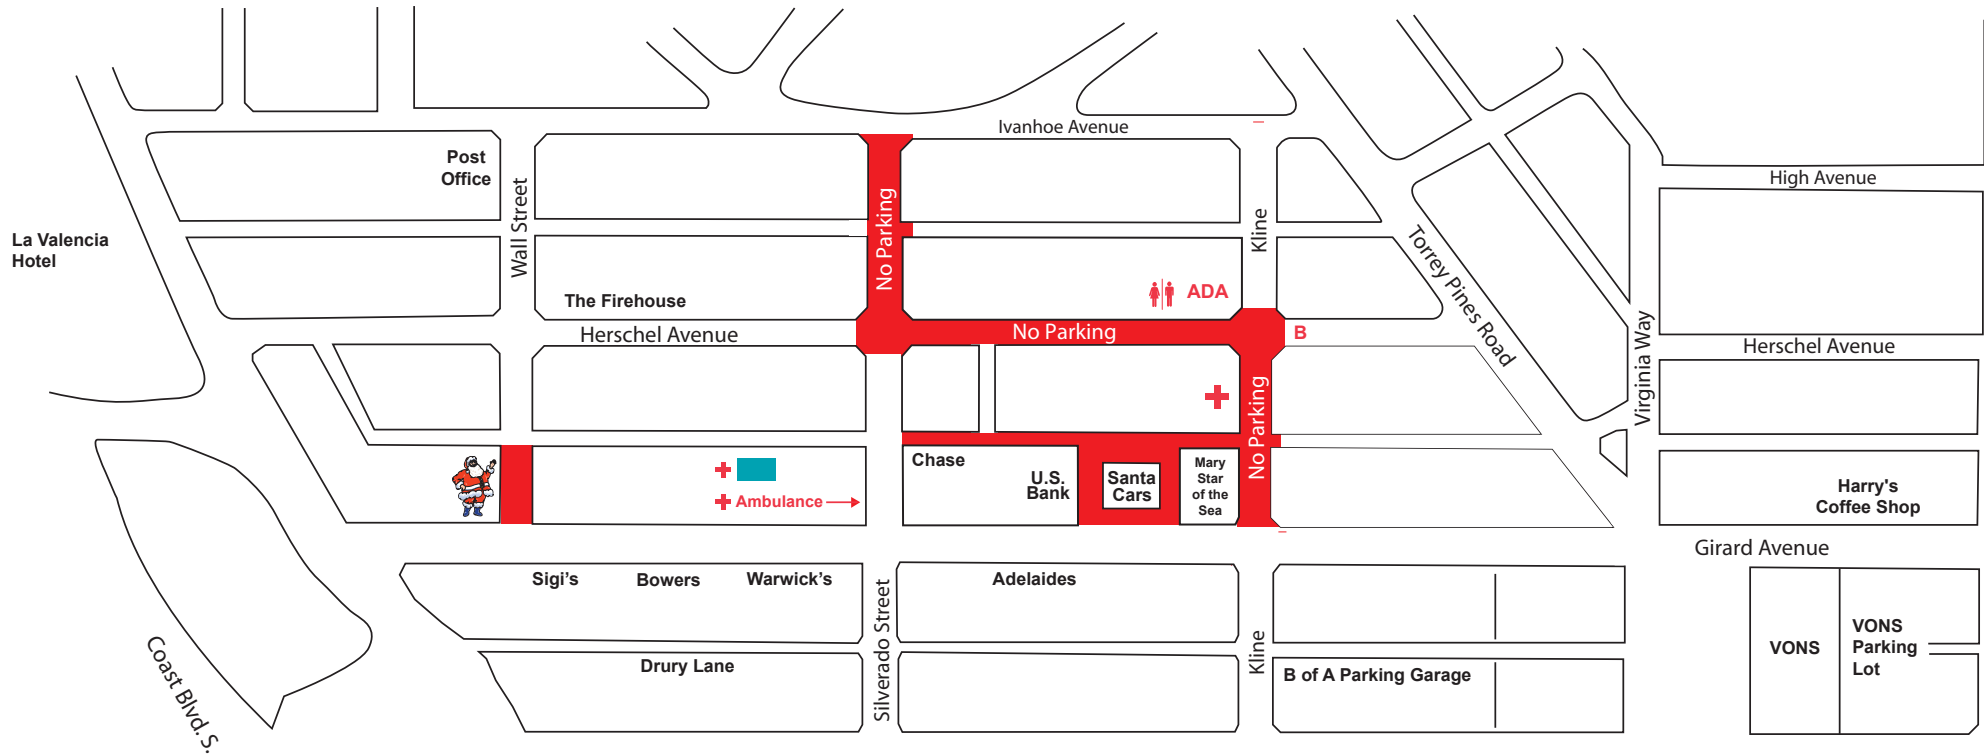 Ivanhoe Avenue
Post
Office
Wall Street
No Parking
Kline
High Avenue
La Valencia
Hotel
Torrey Pines Road
The Firehouse
ADA
Herschel Avenue
No Parking
B
Virginia Way
Herschel Avenue
No Parking
Chase
U.S.
Bank
Santa
Cars
Mary
Star
of the
Sea
Ambulance
Harry's
Coffee Shop
Girard Avenue
Sigi's
Bowers
Warwick's
Adelaides
Silverado Street
Kline
Coast Blvd. S.
Drury Lane
B of A Parking Garage
VONS
VONS
Parking
Lot